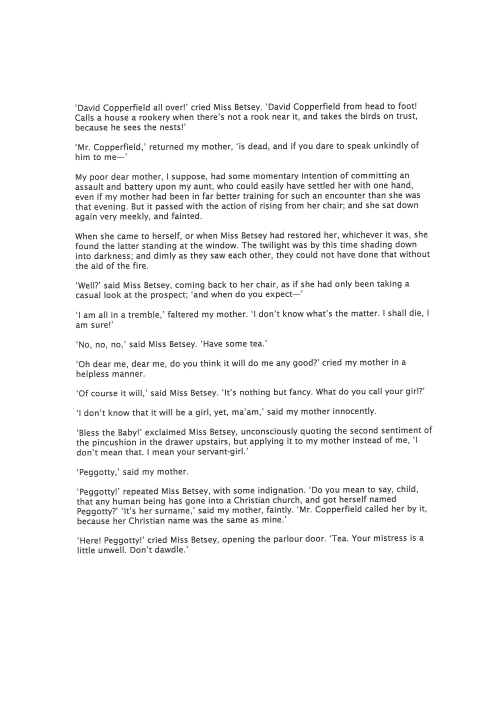 ‘David Copperfield all over!’ cried Miss Betsey. ‘David Copperfield from head to foot!
Calls a house a rookery when there’s not a rook near it, and takes the birds on trust,
because he sees the nests!’
‘Mr. Copperfield,’ returned my mother, ‘is dead, and if you dare to speak unkindly of
him to me—’
My poor dear mother, I suppose, had some momentary intention of committing an
assault and battery upon my aunt, who could easily have settled her with one hand,
even if my mother had been in far better training for such an encounter than she was
that evening. But it passed with the action of rising from her chair; and she sat down
again very meekly, and fainted.
When she came to herself, or when Miss Betsey had restored her, whichever it was, she
found the latter standing at the window. The twilight was by this time shading down
into darkness; and dimly as they saw each other, they could not have done that without
the aid of the fire.
‘Well?’ said Miss Betsey, coming back to her chair, as if she had only been taking a
casual look at the prospect; ‘and when do you expect—’
‘I am all in a tremble,’ faltered my mother. ‘I don’t know what’s the matter. I shall die, I
am sure!’
‘No, no, no,’ said Miss Betsey. ‘Have some tea.’
‘Oh dear me, dear me, do you think it will do me any good?’ cried my mother in a
helpless manner.
‘Of course it will,’ said Miss Betsey. ‘It’s nothing but fancy. What do you call your girl?’
‘I don’t know that it will be a girl, yet, ma’am,’ said my mother innocently.
‘Bless the Baby!’ exclaimed Miss Betsey, unconsciously quoting the second sentiment of
the pincushion in the drawer upstairs, but applying it to my mother instead of me, ‘I
don’t mean that. I mean your servant-girl.’
‘Peggotty,’ said my mother.
‘Peggotty!’ repeated Miss Betsey, with some indignation. ‘Do you mean to say, child,
that any human being has gone into a Christian church, and got herself named
Peggotty?’ ‘It’s her surname,’ said my mother, faintly. ‘Mr. Copperfield called her by it,
because her Christian name was the same as mine.’
‘Here! Peggotty!’ cried Miss Betsey, opening the parlour door. ‘Tea. Your mistress is a
little unwell. Don’t dawdle.’